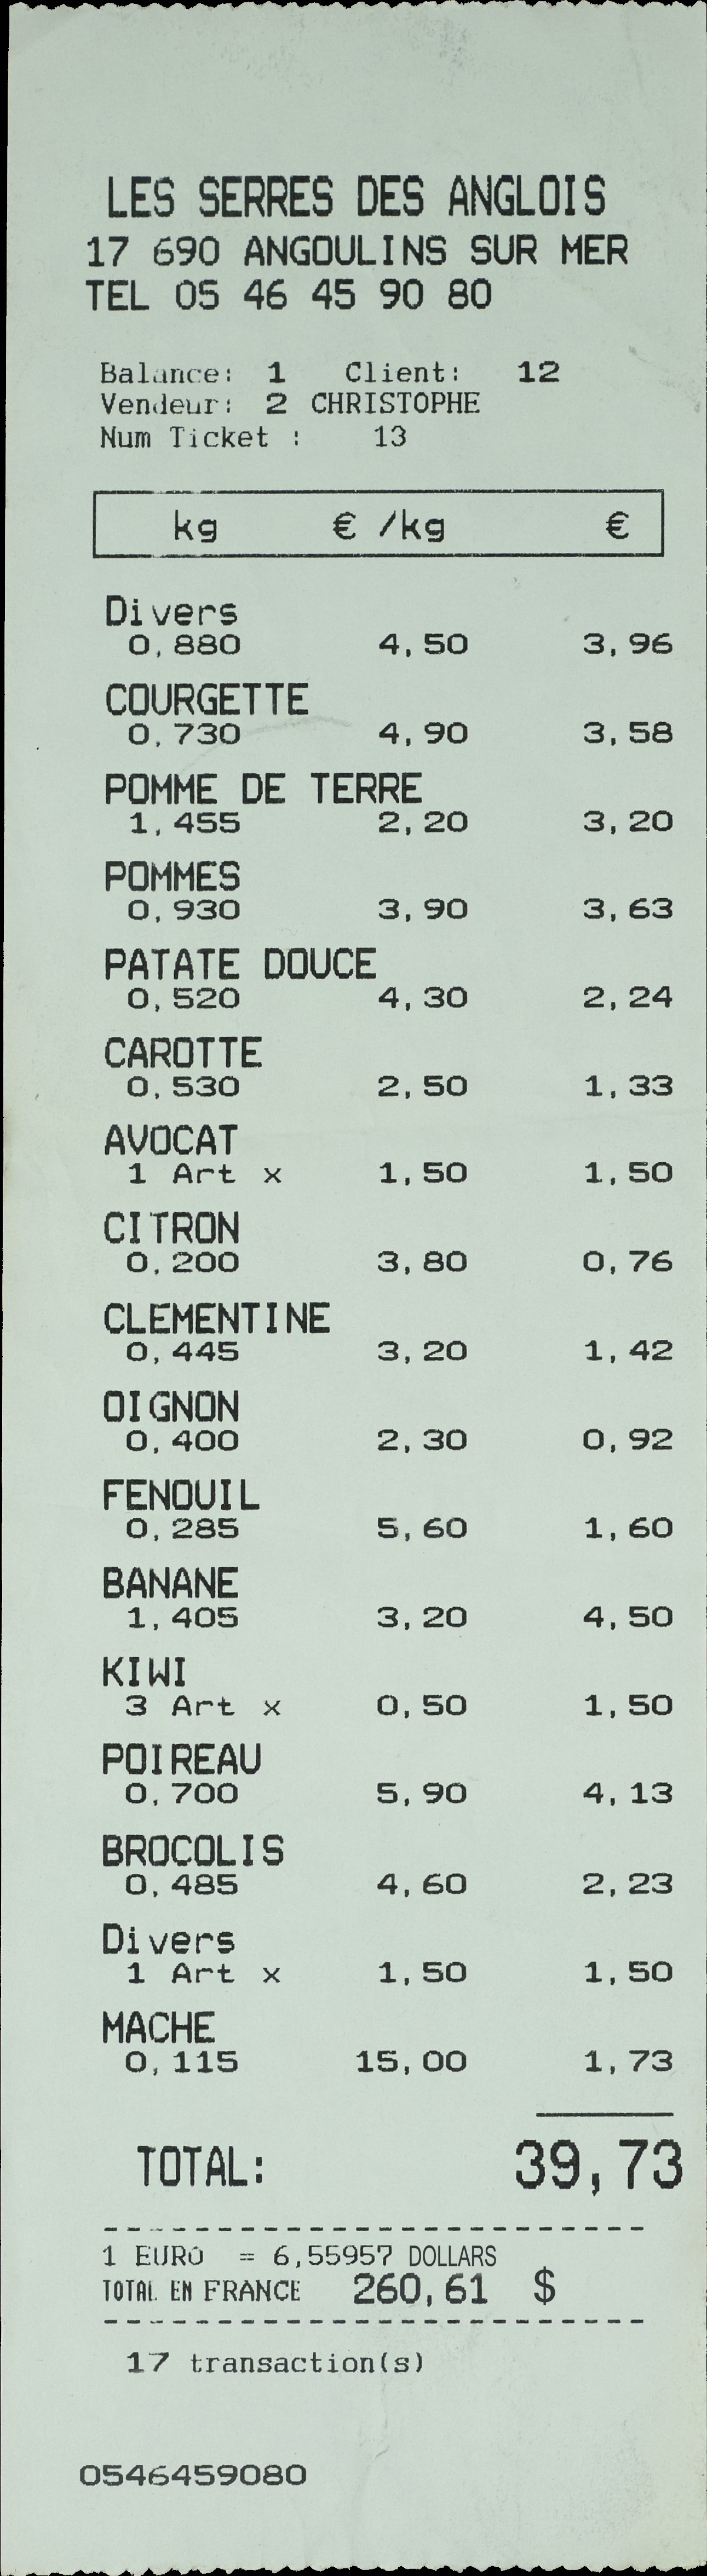 LES SERRES DES ANGLOIS
17 690 ANGOULINS SUR MER
TEL 05 46 45 90 80
Balance: 1 Client: 12
Vendeur: 2 CHRISTOPHE
Num Ticket : 13
kg € /kg €
Divers
0,880 4,50 3,96
COURGETTE
0,730 4,90 3,58
POMME DE TERRE
1,455 2,20 3,20
POMMES
0,930 3,90 3,63
PATATE DOUCE
0,520 4,30 2,24
CAROTTE
0,530 2,50 1,33
AVOCAT
1 Art x 1,50 1,50
CITRON
0,200 3,80 0,76
CLEMENTINE
0,445 3,20 1,42
OIGNON
0,400 2,30 0,92
FENOUIL
0,285 5,60 1,60
BANANE
1,405 3,20 4,50
KIWI
3 Art x 0,50 1,50
POIREAU
0,700 5,90 4,13
BROCOLIS
0,485 4,60 2,23
Divers
1 Art x 1,50 1,50
MACHE
0,115 15,00 1,73
TOTAL: 39,73
1 EURO = 6,55957 DOLLARS
TOTAL EN FRANCE 260,61 $
17 transaction(s)
0546459080